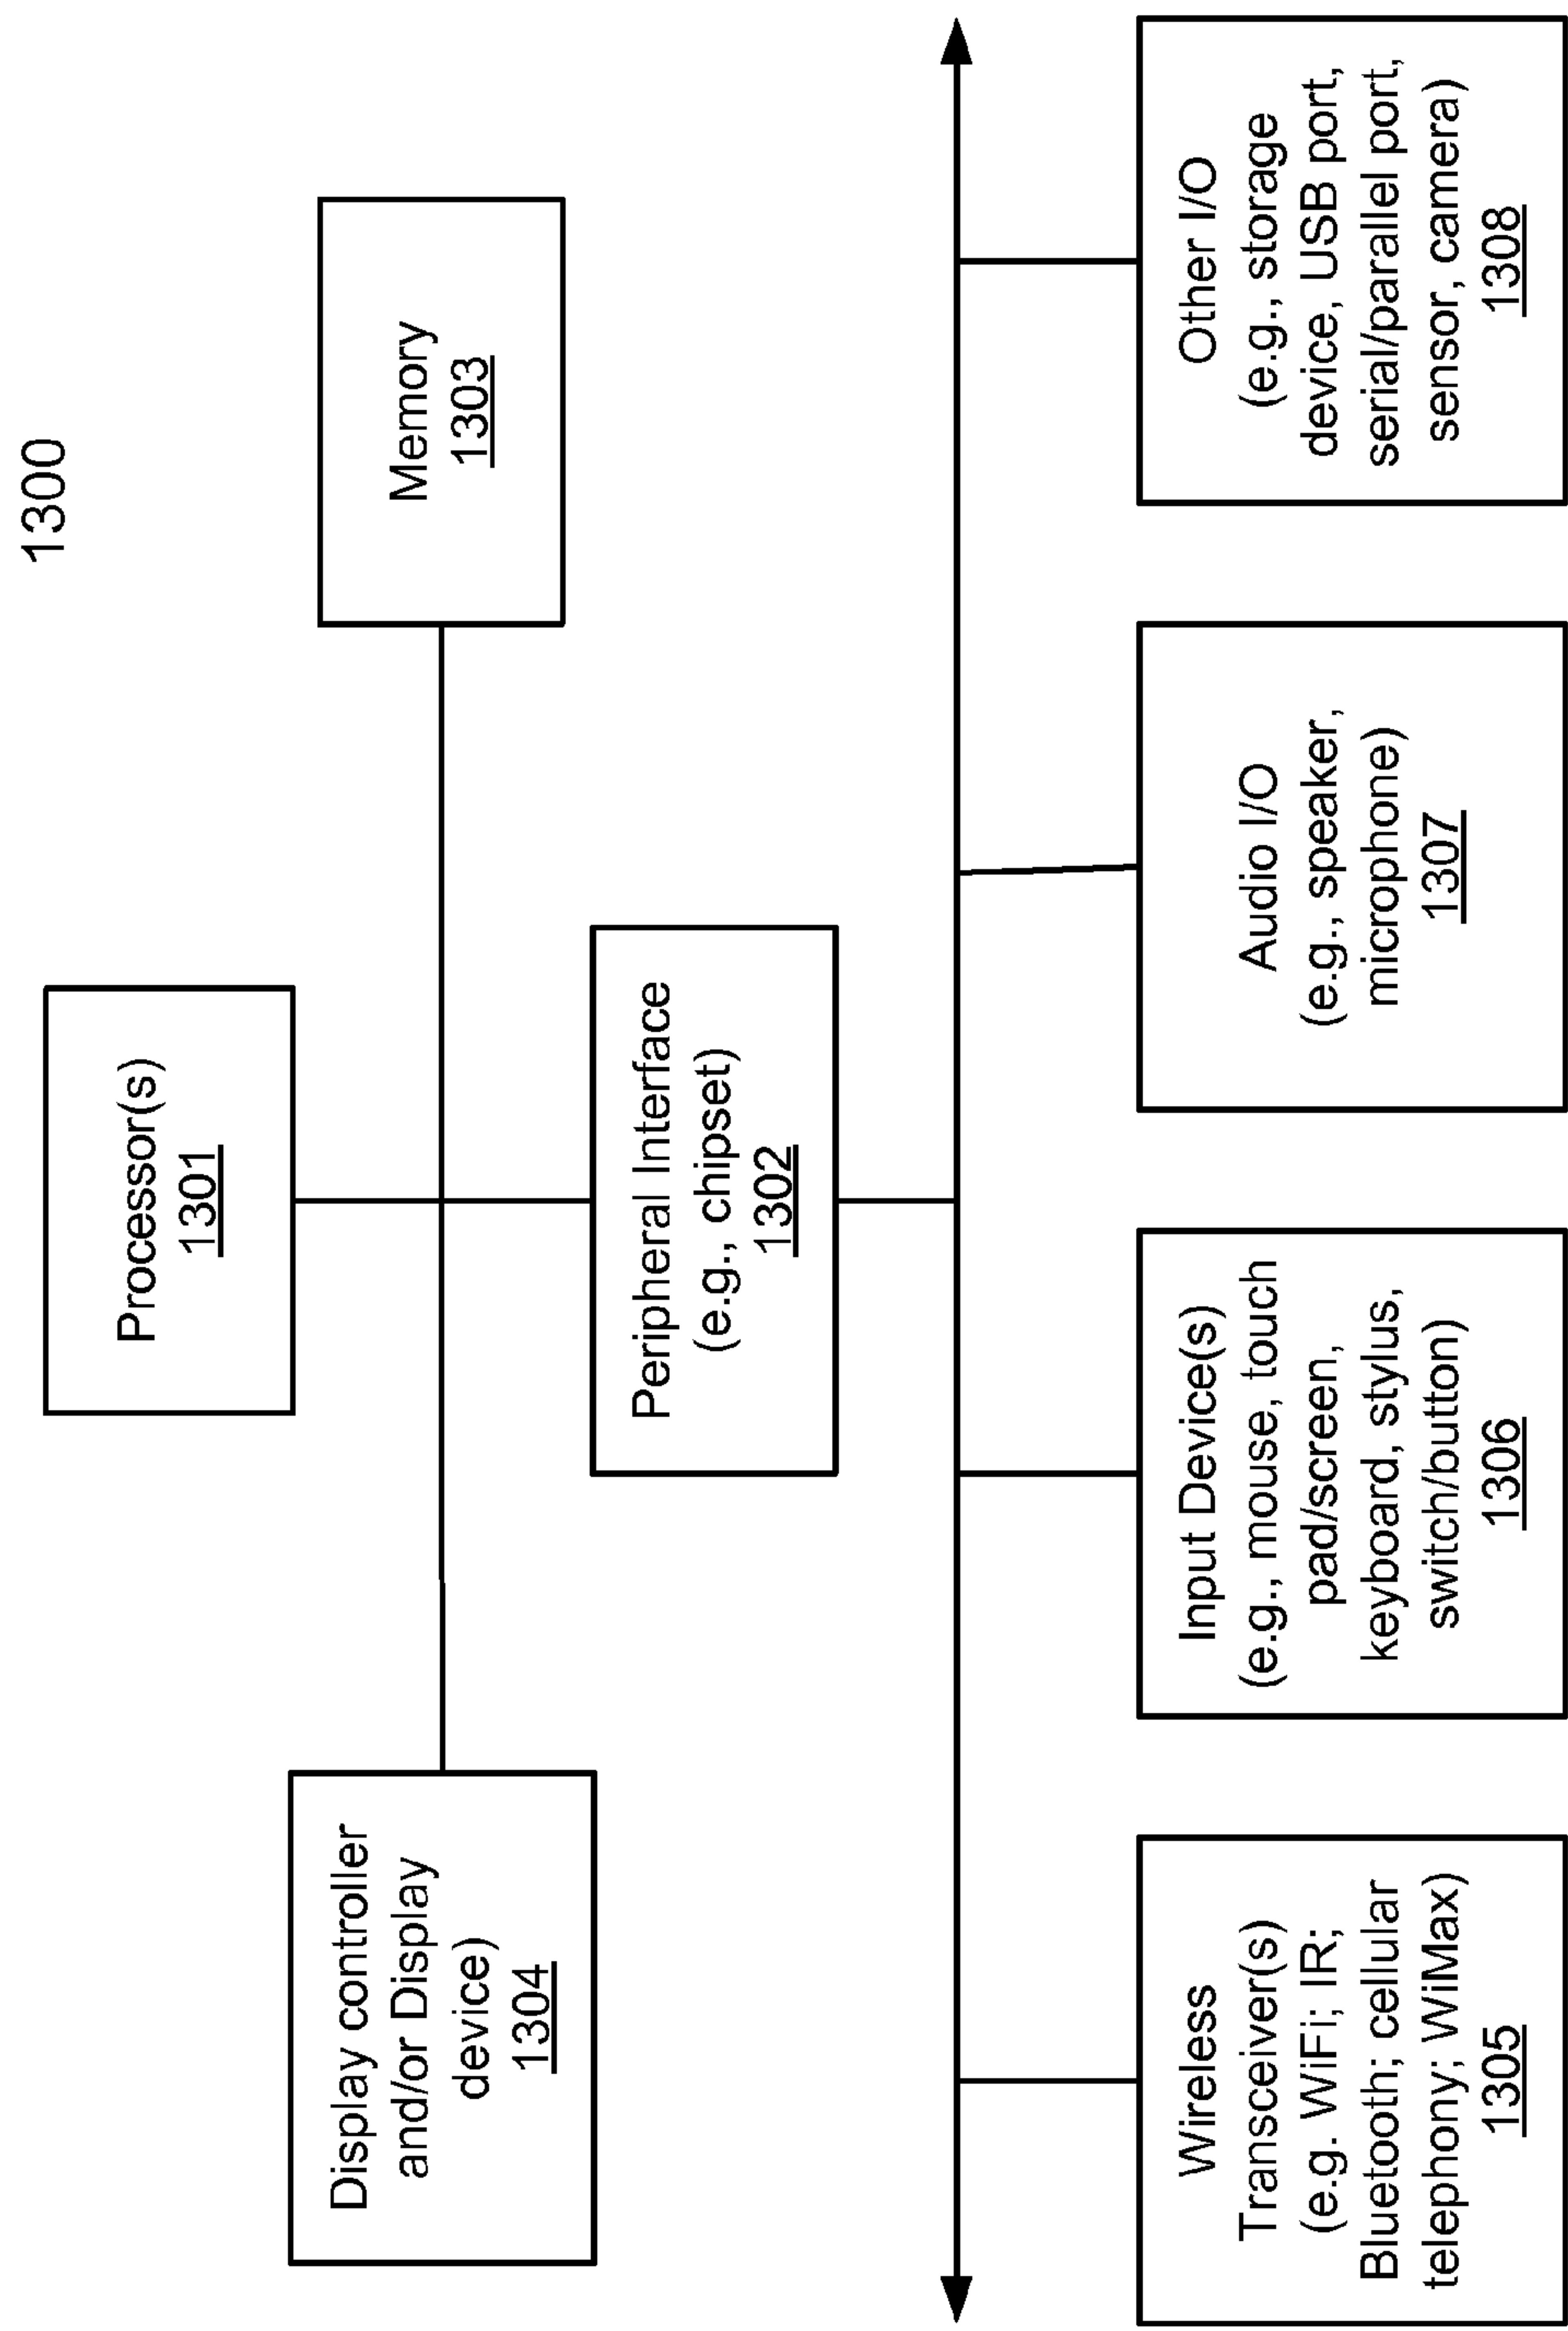 1300
Processor(s)
1301
Display controller
and/or Display
device)
1304
Memory
1303
Peripheral Interface
(e.g., chipset)
1302
Wireless
Transceiver(s)
(e.g. WiFi; IR;
Bluetooth; cellular
telephony; WiMax)
1305
Input Device(s)
(e.g., mouse, touch
pad/screen,
keyboard, stylus,
switch/button)
1306
Audio I/O
(e.g., speaker,
microphone)
1307
Other I/O
(e.g., storage
device, USB port,
serial/parallel port,
sensor, camera)
1308